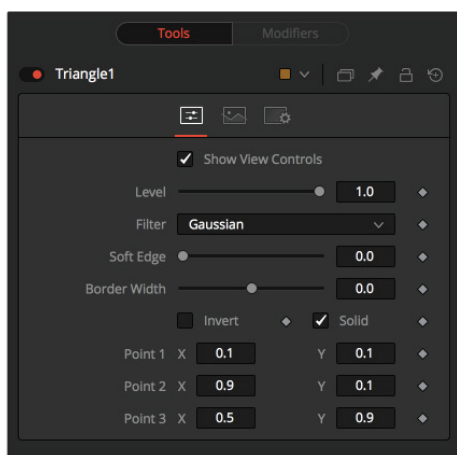 Tools Modifiers
Triangle1
Show View Controls
Level 1.0
Filter Gaussian
Soft Edge 0.0
Border Width 0.0
Invert Solid
Point 1 X 0.1 Y 0.1
Point 2 X 0.9 Y 0.1
Point 3 X 0.5 Y 0.9